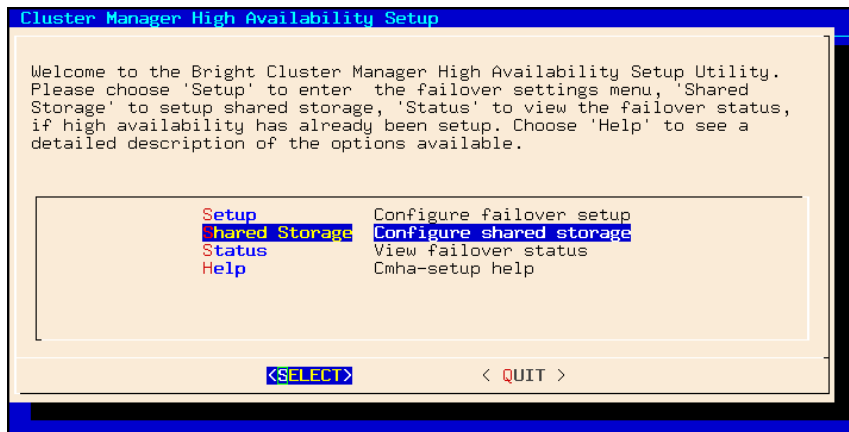 Cluster Manager High Availability Setup
Welcome to the Bright Cluster Manager High Availability Setup Utility.
Please choose 'Setup' to enter  the failover settings menu, 'Shared
Storage' to setup shared storage, 'Status' to view the failover status,
if high availability has already been setup. Choose 'Help' to see a
detailed description of the options available.
Setup Configure failover setup
Shared Storage Configure shared storage
Status View failover status
Help Cmha-setup help
<SELECT> < QUIT >